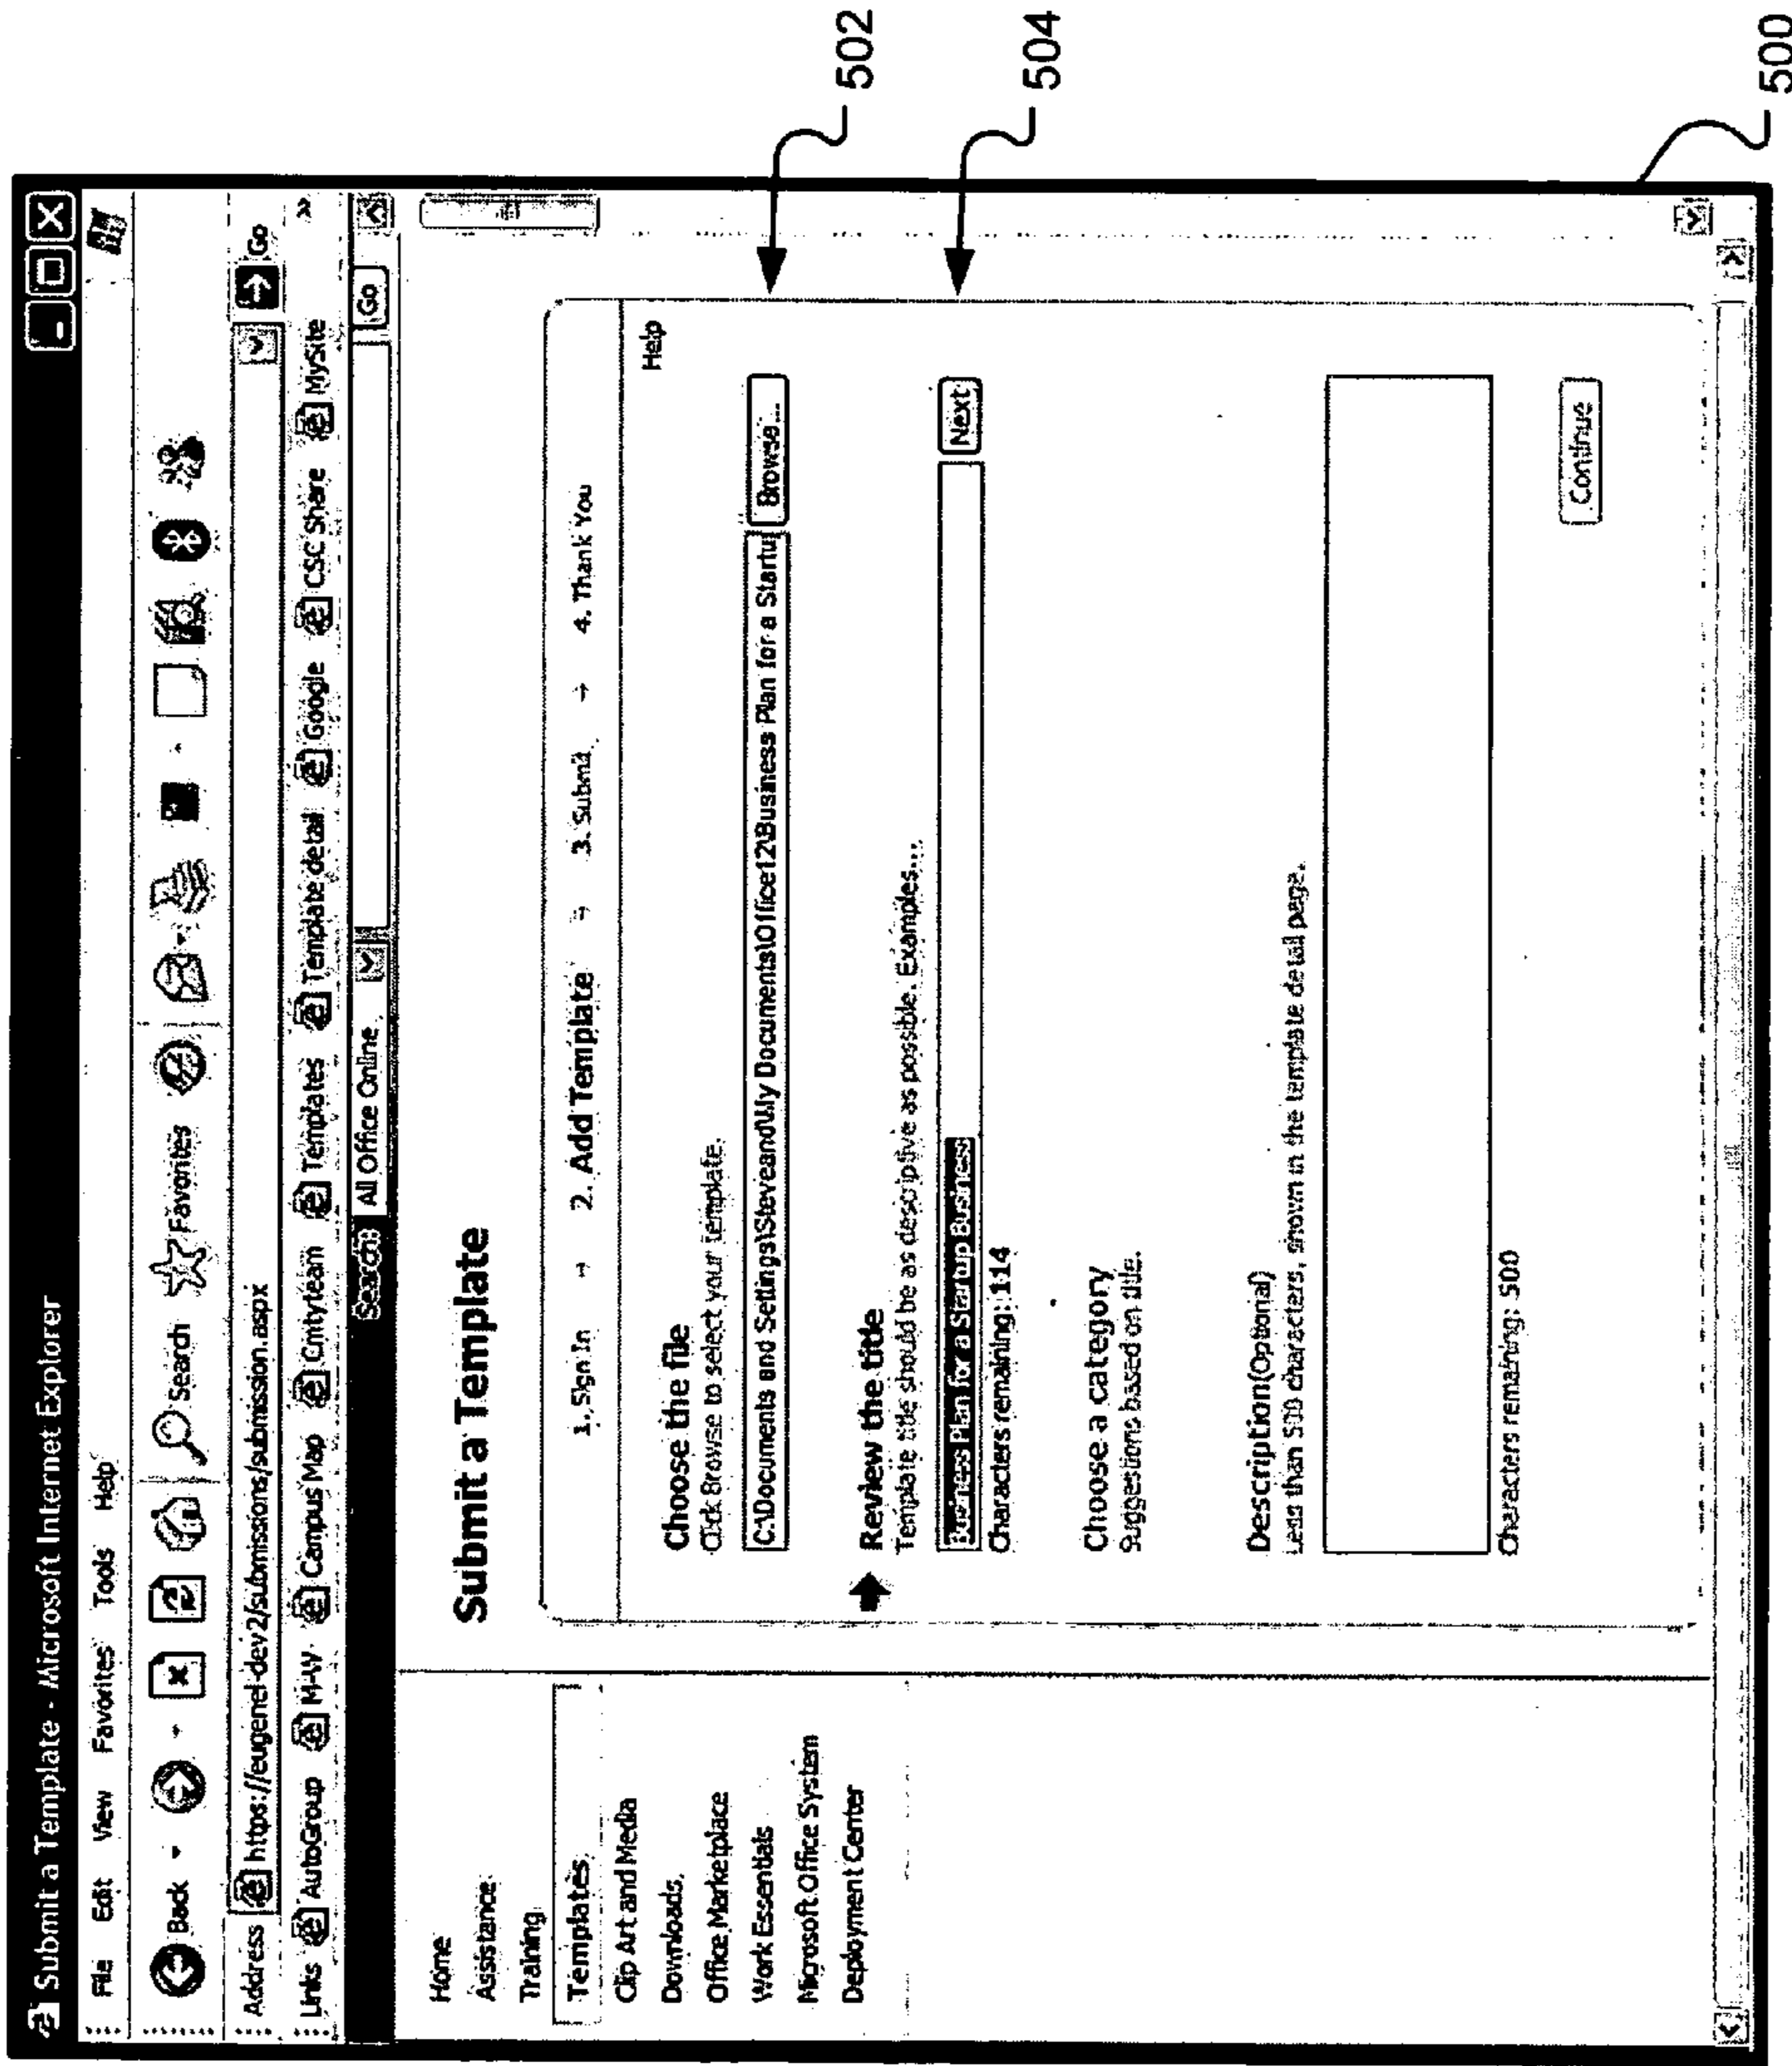 Submit a Template - Microsoft Internet Explorer
File Edit View Favorites Tools Help
Back Search Favorites
Address https://eugenel-dev2/submissions/submission.aspx Go
Links AutoGroup M-W Campus Map Cmtyteam Templates Template detail Google CSC Share MySite »
Search: All Office Online Go
Home
Assistance
Training
Templates
Clip Art and Media
Downloads
Office Marketplace
Work Essentials
Microsoft Office System
Deployment Center
Submit a Template
1. Sign In → 2. Add Template → 3. Submit → 4. Thank You
Help
Choose the file
Click Browse to select your template.
C:\Documents and Settings\Steveand\My Documents\Office12\Business Plan for a Startu Browse...
502
Review the title
Template title should be as descriptive as possible. Examples...
Business Plan for a Startup Business Next
504
Characters remaining: 114
Choose a category
Suggestions based on title.
Description(Optional)
Less than 500 characters, shown in the template detail page.
Characters remaining: 500
Continue
500